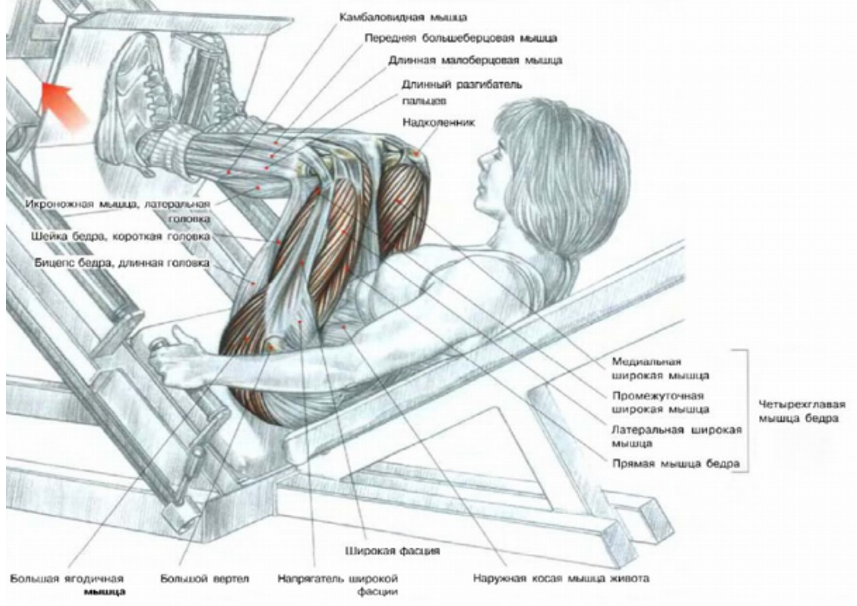 Камбаловидная мышца
Передняя большеберцовая мышца
Длинная малоберцовая мышца
Длинный разгибатель
пальцев
Надколенник
Икроножная мышца, латеральная
головка
Шейка бедра, короткая головка
Бицепс бедра, длинная головка
Медиальная
широкая мышца
Промежуточная
широкая мышца
Латеральная широкая
мышца
Прямая мышца бедра
Четырехглавая
мышца бедра
Широкая фасция
Большая ягодичная
мышца
Большой вертел
Напрягатель широкой
фасции
Наружная косая мышца живота